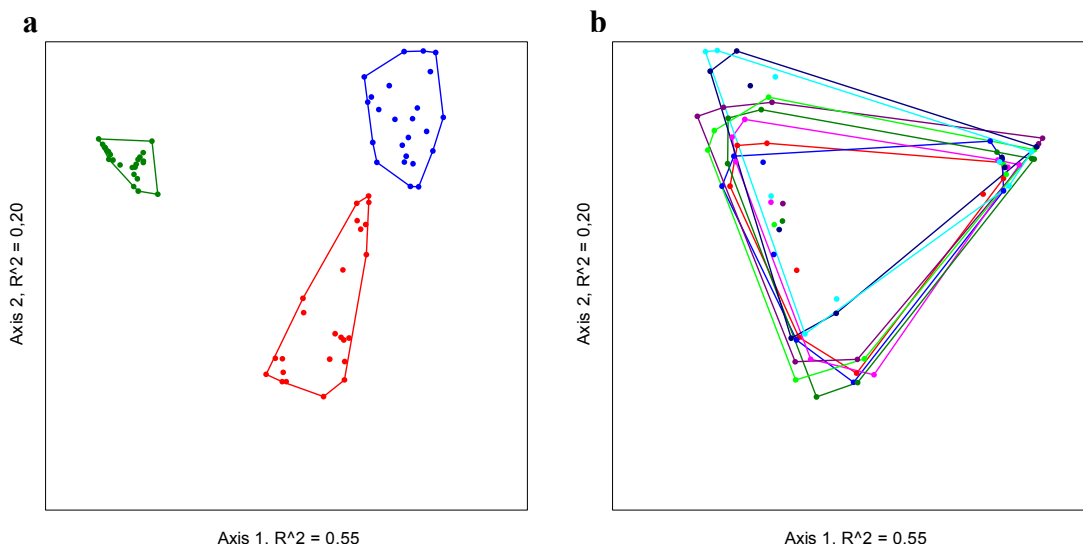 a
b
Axis 2, R^2 = 0,20
Axis 1, R^2 = 0,55
Axis 2, R^2 = 0,20
Axis 1, R^2 = 0,55